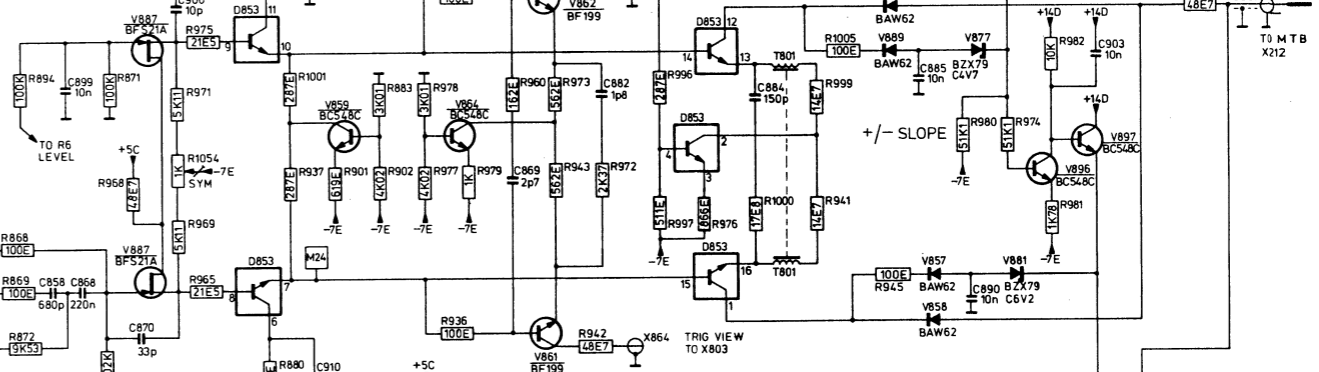 C900
10p
V887
BFS21A
R975
21E5
9
D853
11
10
100E
V862
BF199
R894
100K
C899
10n
R871
100K
R971
5K11
TO R6
LEVEL
+5C
R968
48E7
R1054
1K
-7E
SYM
R969
5K11
R1001
287E
V859
BC548C
R883
3K01
R978
3K01
V864
BC548C
R937
287E
R901
619E
R902
4K02
R977
4K02
R979
1K
-7E
-7E
-7E
-7E
R960
162E
R973
562E
C882
1p8
C869
2p7
R943
562E
R972
2K37
R996
287E
D853
12
14
13
T801
C884
150p
R999
14E7
D853
2
4
3
R997
511E
R976
866E
-7E
R1000
17E8
R941
14E7
T801
D853
16
15
1
BAW62
R1005
100E
V889
BAW62
V877
BZX79
C4V7
C885
10n
+/- SLOPE
R980
51K1
-7E
R974
51K1
+14D
+14D
R982
10K
C903
10n
+14D
V897
BC548C
V896
BC548C
R981
1K78
-7E
48E7
TO MTB
X212
R868
100E
R869
100E
C858
680p
C868
220n
V887
BFS21A
R965
21E5
8
D853
7
6
M24
R872
9K53
C870
33p
12K
R880
C910
+5C
R936
100E
V861
BF199
R942
48E7
X864
TRIG VIEW
TO X803
100E
R945
V857
BAW62
V881
BZX79
C6V2
C890
10n
V858
BAW62